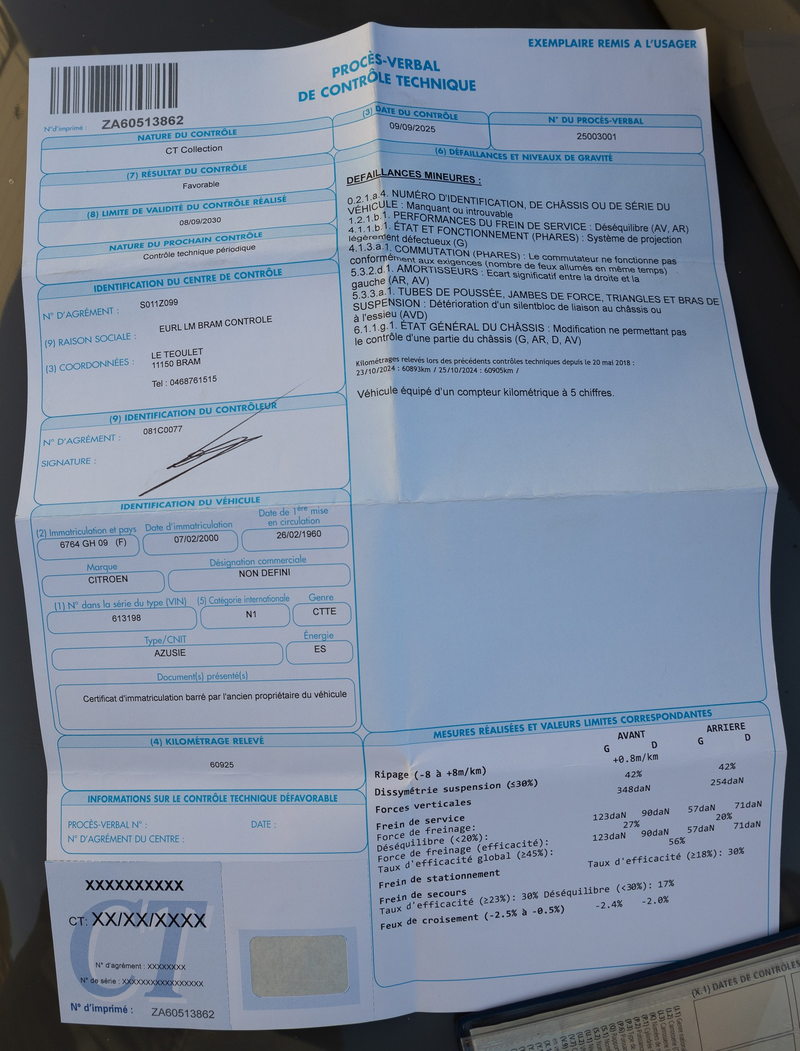 EXEMPLAIRE REMIS A L'USAGER
PROCÈS-VERBAL
DE CONTRÔLE TECHNIQUE
N°d'imprimé : ZA60513862
NATURE DU CONTRÔLE
CT Collection
(7) RÉSULTAT DU CONTRÔLE
Favorable
(8) LIMITE DE VALIDITÉ DU CONTRÔLE RÉALISÉ
08/09/2030
NATURE DU PROCHAIN CONTRÔLE
Contrôle technique périodique
IDENTIFICATION DU CENTRE DE CONTRÔLE
N° D'AGRÉMENT : S011Z099
(9) RAISON SOCIALE : EURL LM BRAM CONTROLE
(3) COORDONNÉES : LE TEOULET
11150 BRAM
Tel : 0468761515
(9) IDENTIFICATION DU CONTRÔLEUR
N° D'AGRÉMENT : 081C0077
SIGNATURE :
IDENTIFICATION DU VÉHICULE
(2) Immatriculation et pays
6764 GH 09 (F)
Date d'immatriculation
07/02/2000
Date de 1ère mise
en circulation
26/02/1960
Marque
CITROEN
Désignation commerciale
NON DEFINI
(1) N° dans la série du type (VIN)
613198
(5) Catégorie internationale
N1
Genre
CTTE
Type/CNIT
AZUSIE
Énergie
ES
Document(s) présenté(s)
Certificat d'immatriculation barré par l'ancien propriétaire du véhicule
(4) KILOMÉTRAGE RELEVÉ
60925
INFORMATIONS SUR LE CONTRÔLE TECHNIQUE DÉFAVORABLE
PROCÈS-VERBAL N° : DATE :
N° D'AGRÉMENT DU CENTRE :
XXXXXXXXXX
CT: XX/XX/XXXX
CT
N° d'agrément : XXXXXXXX
N° de série : XXXXXXXXXXXXXXXXX
N° d'imprimé : ZA60513862
(3) DATE DU CONTRÔLE
09/09/2025
N° DU PROCÈS-VERBAL
25003001
(6) DÉFAILLANCES ET NIVEAUX DE GRAVITÉ
DEFAILLANCES MINEURES :
0.2.1.a.4. NUMÉRO D'IDENTIFICATION, DE CHÂSSIS OU DE SÉRIE DU
VÉHICULE : Manquant ou introuvable
1.2.1.b.1. PERFORMANCES DU FREIN DE SERVICE : Déséquilibre (AV, AR)
4.1.1.b.1. ÉTAT ET FONCTIONNEMENT (PHARES) : Système de projection
légèrement défectueux (G)
4.1.3.a.1. COMMUTATION (PHARES) : Le commutateur ne fonctionne pas
conformément aux exigences (nombre de feux allumés en même temps)
5.3.2.d.1. AMORTISSEURS : Ecart significatif entre la droite et la
gauche (AR, AV)
5.3.3.a.1. TUBES DE POUSSÉE, JAMBES DE FORCE, TRIANGLES ET BRAS DE
SUSPENSION : Détérioration d'un silentbloc de liaison au châssis ou
à l'essieu (AVD)
6.1.1.g.1. ÉTAT GÉNÉRAL DU CHÂSSIS : Modification ne permettant pas
le contrôle d'une partie du châssis (G, AR, D, AV)
Kilométrages relevés lors des précédents contrôles techniques depuis le 20 mai 2018 :
23/10/2024 : 60893km / 25/10/2024 : 60905km /
Véhicule équipé d'un compteur kilométrique à 5 chiffres.
MESURES RÉALISÉES ET VALEURS LIMITES CORRESPONDANTES
AVANT ARRIERE
G D G D
Ripage (-8 à +8m/km) +0.8m/km
Dissymétrie suspension (≤30%) 42% 42%
Forces verticales 348daN 254daN
Frein de service
Force de freinage: 123daN 90daN 57daN 71daN
Déséquilibre (<20%): 27% 20%
Force de freinage (efficacité): 123daN 90daN 57daN 71daN
Taux d'efficacité global (≥45%): 56%
Frein de stationnement Taux d'efficacité (≥18%): 30%
Frein de secours
Taux d'efficacité (≥23%): 30% Déséquilibre (<30%): 17%
Feux de croisement (-2.5% à -0.5%) -2.4% -2.0%
(X.1) DATES DE CONTROLES